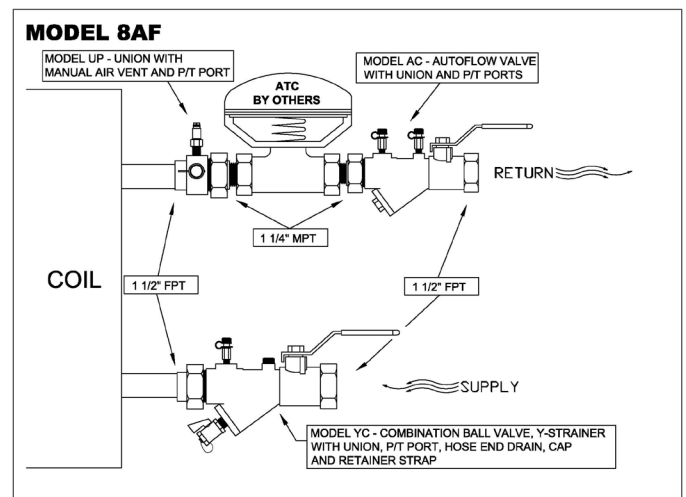 MODEL 8AF
MODEL UP - UNION WITH
MANUAL AIR VENT AND P/T PORT
MODEL AC - AUTOFLOW VALVE
WITH UNION AND P/T PORTS
ATC
BY OTHERS
RETURN
1 1/4" MPT
COIL
1 1/2" FPT
1 1/2" FPT
SUPPLY
MODEL YC - COMBINATION BALL VALVE, Y-STRAINER
WITH UNION, P/T PORT, HOSE END DRAIN, CAP
AND RETAINER STRAP